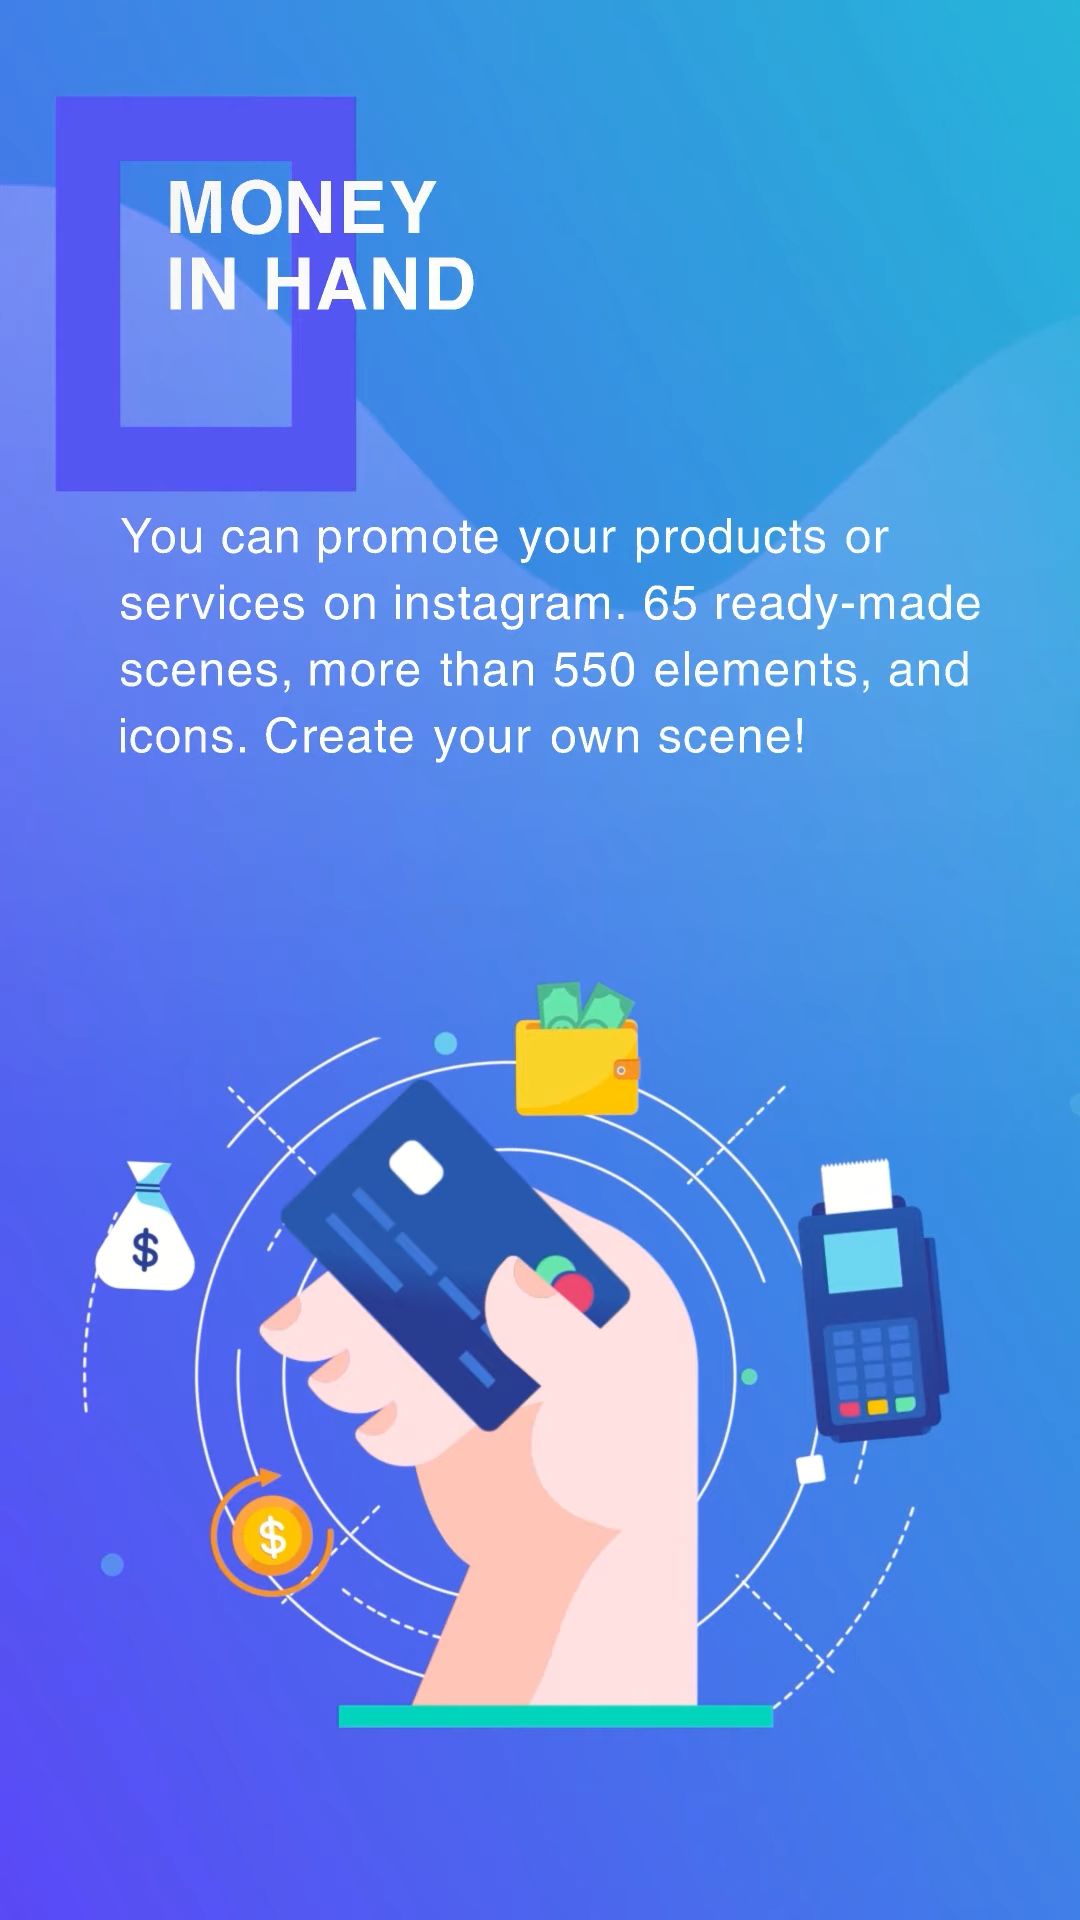 MONEY
IN HAND
You can promote your products or
services on instagram. 65 ready-made
scenes, more than 550 elements, and
icons. Create your own scene!
$
$